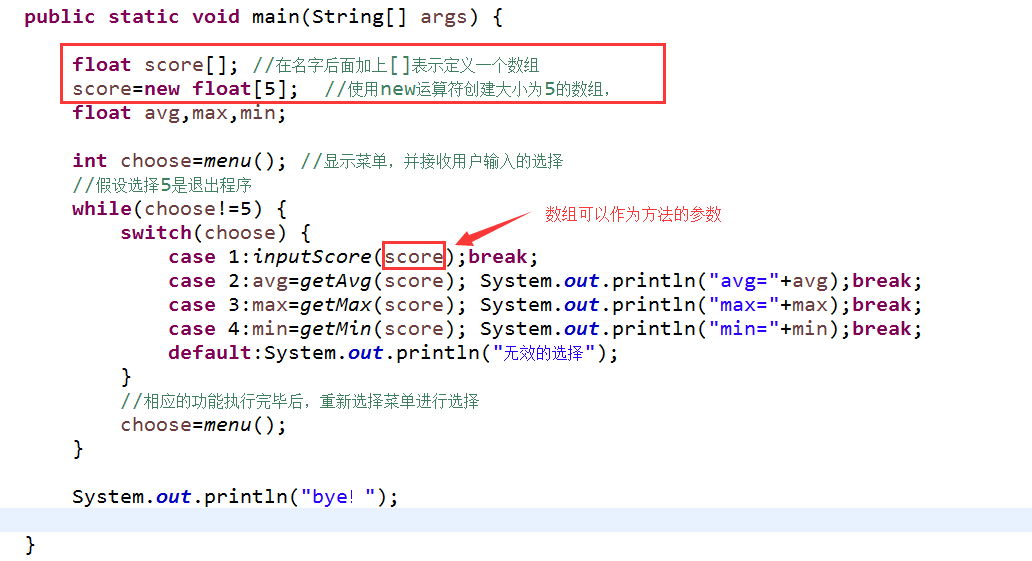 public static void main(String[] args) {
float score[]; //在名字后面加上[]表示定义一个数组
score=new float[5]; //使用new运算符创建大小为5的数组,
float avg,max,min;
int choose=menu(); //显示菜单，并接收用户输入的选择
//假设选择5是退出程序
while(choose!=5) {
数组可以作为方法的参数
switch(choose) {
case 1:inputScore(score);break;
case 2:avg=getAvg(score); System.out.println("avg="+avg);break;
case 3:max=getMax(score); System.out.println("max="+max);break;
case 4:min=getMin(score); System.out.println("min="+min);break;
default:System.out.println("无效的选择");
}
//相应的功能执行完毕后，重新选择菜单进行选择
choose=menu();
}
System.out.println("bye！");
}